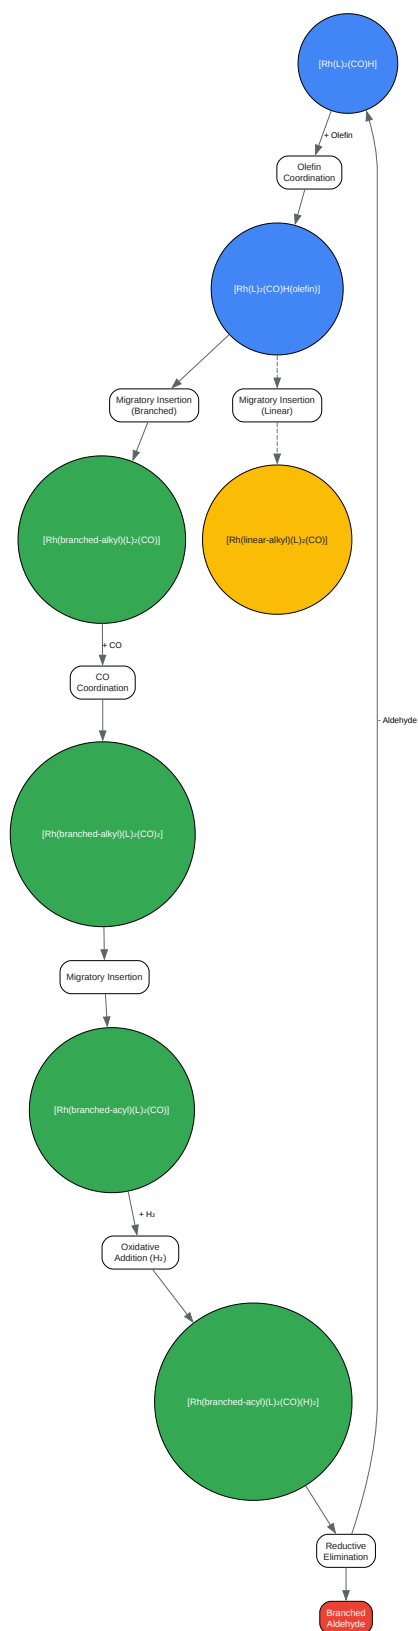 [Rh(L)₂(CO)H]
+ Olefin
Olefin
Coordination
[Rh(L)₂(CO)H(olefin)]
Migratory Insertion
(Branched)
Migratory Insertion
(Linear)
[Rh(branched-alkyl)(L)₂(CO)]
[Rh(linear-alkyl)(L)₂(CO)]
+ CO
CO
Coordination
- Aldehyde
[Rh(branched-alkyl)(L)₂(CO)₂]
Migratory Insertion
[Rh(branched-acyl)(L)₂(CO)]
+ H₂
Oxidative
Addition (H₂)
[Rh(branched-acyl)(L)₂(CO)(H)₂]
Reductive
Elimination
Branched
Aldehyde